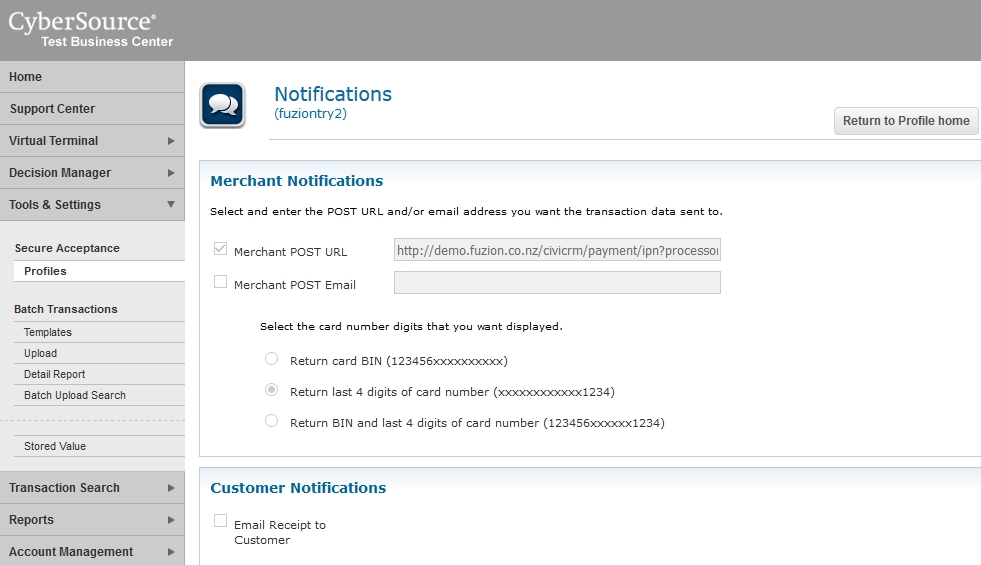 CyberSource®
Test Business Center
Home
Support Center
Virtual Terminal
Decision Manager
Tools & Settings
Secure Acceptance
Profiles
Batch Transactions
Templates
Upload
Detail Report
Batch Upload Search
Stored Value
Transaction Search
Reports
Account Management
Notifications
(fuziontry2)
Return to Profile home
Merchant Notifications
Select and enter the POST URL and/or email address you want the transaction data sent to.
Merchant POST URL
http://demo.fuzion.co.nz/civicrm/payment/ipn?processor
Merchant POST Email
Select the card number digits that you want displayed.
Return card BIN (123456xxxxxxxxxx)
Return last 4 digits of card number (xxxxxxxxxxxx1234)
Return BIN and last 4 digits of card number (123456xxxxxx1234)
Customer Notifications
Email Receipt to
Customer